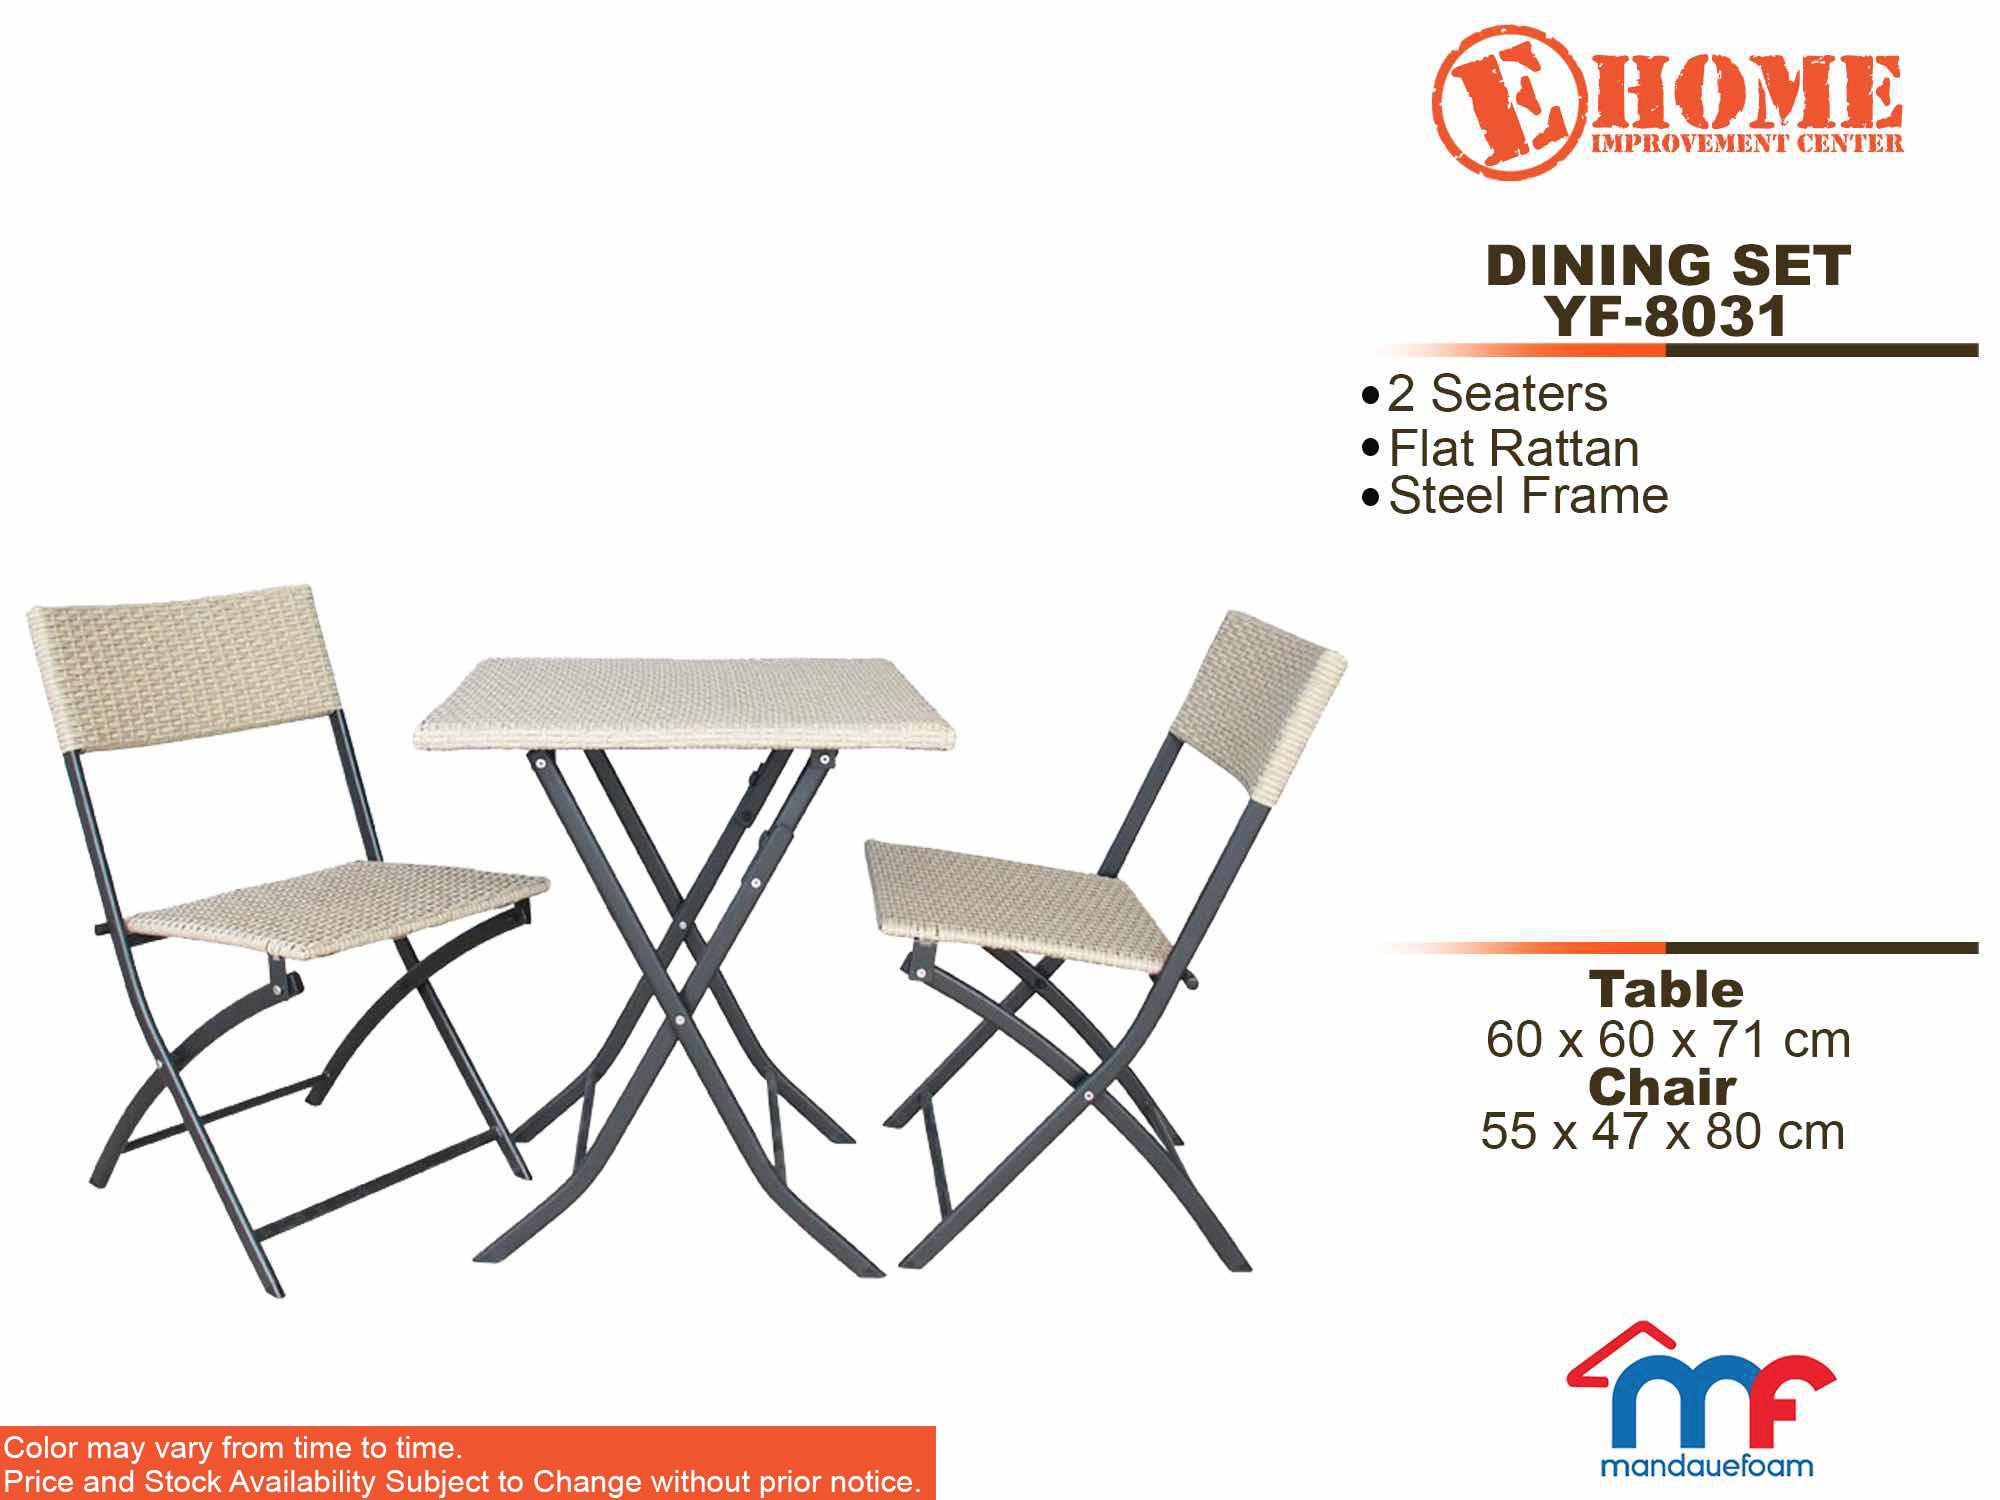 E HOME
IMPROVEMENT CENTER
DINING SET
YF-8031
• 2 Seaters
• Flat Rattan
• Steel Frame
Table
60 x 60 x 71 cm
Chair
55 x 47 x 80 cm
mf
mandauefoam
Color may vary from time to time.
Price and Stock Availability Subject to Change without prior notice.